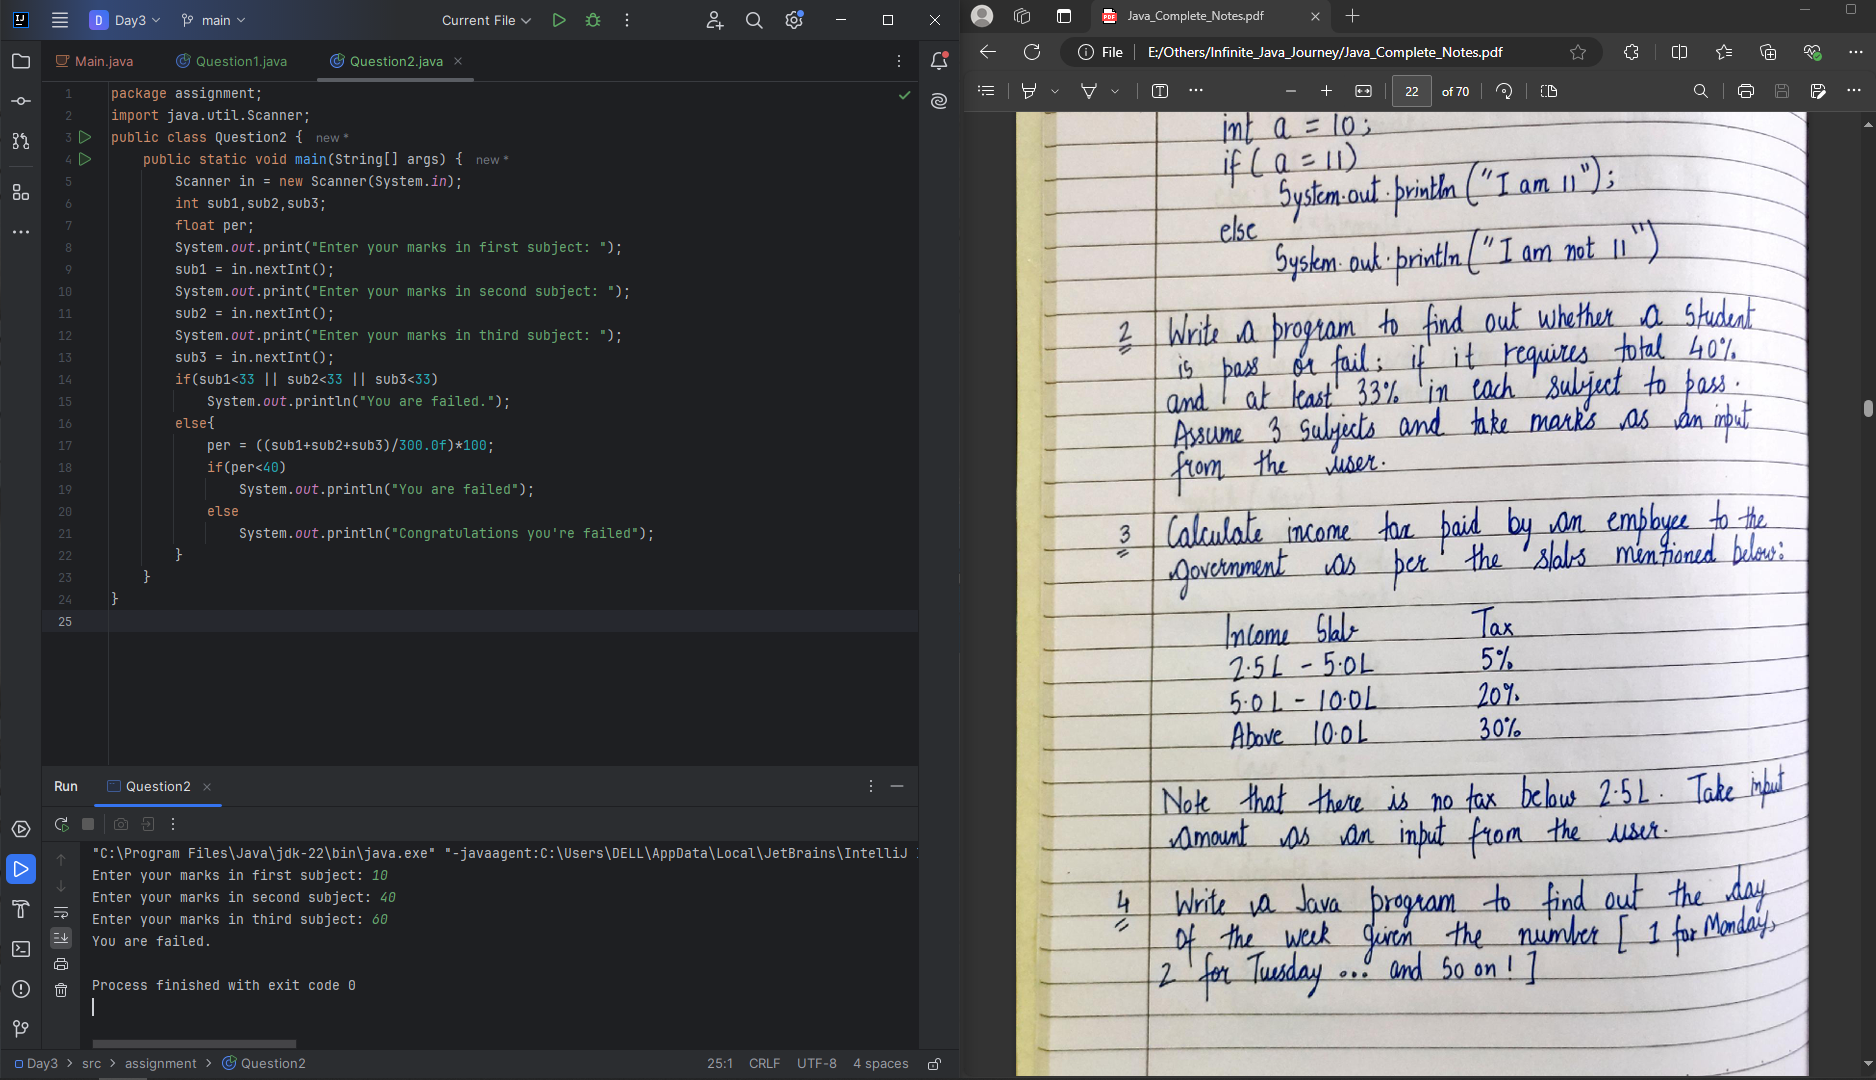 Day3
main
Current File
Main.java
Question1.java
Question2.java
1 package assignment;
2 import java.util.Scanner;
3 public class Question2 { new *
4 public static void main(String[] args) { new *
5 Scanner in = new Scanner(System.in);
6 int sub1,sub2,sub3;
7 float per;
8 System.out.print("Enter your marks in first subject: ");
9 sub1 = in.nextInt();
10 System.out.print("Enter your marks in second subject: ");
11 sub2 = in.nextInt();
12 System.out.print("Enter your marks in third subject: ");
13 sub3 = in.nextInt();
14 if(sub1<33 || sub2<33 || sub3<33)
15 System.out.println("You are failed.");
16 else{
17 per = ((sub1+sub2+sub3)/300.0f)*100;
18 if(per<40)
19 System.out.println("You are failed");
20 else
21 System.out.println("Congratulations you're failed");
22 }
23 }
24 }
25
Run
Question2
"C:\Program Files\Java\jdk-22\bin\java.exe" "-javaagent:C:\Users\DELL\AppData\Local\JetBrains\IntelliJ
Enter your marks in first subject: 10
Enter your marks in second subject: 40
Enter your marks in third subject: 60
You are failed.
Process finished with exit code 0
Day3 > src > assignment > Question2
25:1 CRLF UTF-8 4 spaces
Java_Complete_Notes.pdf
File E:/Others/Infinite_Java_Journey/Java_Complete_Notes.pdf
22 of 70
int a = 10;
if ( a = 11)
System.out.println ("I am 11");
else
System.out.println ("I am not 11")
2 Write a program to find out whether a student
is pass or fail; if it requires total 40%
and at least 33% in each subject to pass.
Assume 3 subjects and take marks as an input
from the user.
3 Calculate income tax paid by an employee to the
government as per the slabs mentioned below:
Income Slab Tax
2.5L - 5.0L 5%
5.0L - 10.0L 20%
Above 10.0L 30%
Note that there is no tax below 2.5L. Take input
amount as an input from the user.
4 Write a Java program to find out the day
of the week given the number [ 1 for Monday,
2 for Tuesday ... and so on! ]